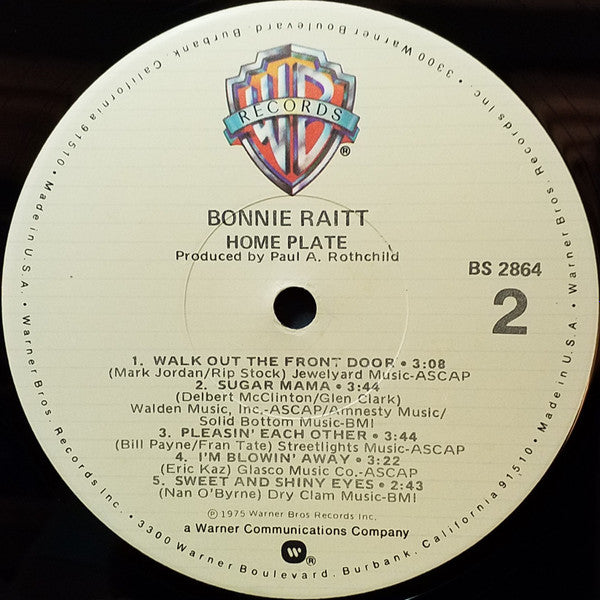 WB
RECORDS
®
BONNIE RAITT
HOME PLATE
Produced by Paul A. Rothchild
BS 2864
2
1. WALK OUT THE FRONT DOOR • 3:08
(Mark Jordan/Rip Stock) Jewelyard Music-ASCAP
2. SUGAR MAMA • 3:44
(Delbert McClinton/Glen Clark)
Walden Music, Inc.-ASCAP/Amnesty Music/
Solid Bottom Music-BMI
3. PLEASIN' EACH OTHER • 3:44
(Bill Payne/Fran Tate) Streetlights Music-ASCAP
4. I'M BLOWIN' AWAY • 3:22
(Eric Kaz) Glasco Music Co.-ASCAP
5. SWEET AND SHINY EYES • 2:43
(Nan O'Byrne) Dry Clam Music-BMI
℗ 1975 Warner Bros Records Inc.
a Warner Communications Company
®
Warner Bros. Records Inc. • 3300 Warner Boulevard, Burbank, California 91510 • Made in U.S.A. • Warner Bros. Records Inc. • 3300 Warner Boulevard, Burbank, California 91510 • Made in U.S.A. •